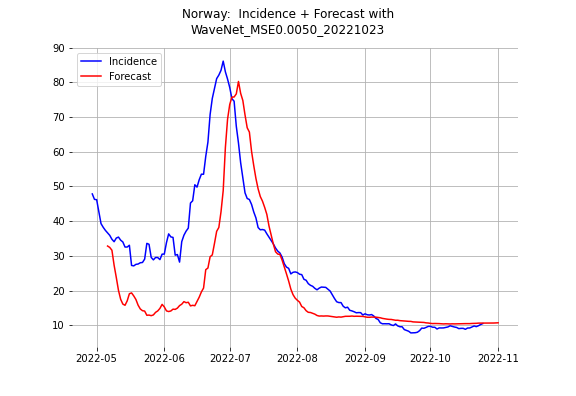 Norway:  Incidence + Forecast with
WaveNet_MSE0.0050_20221023
Incidence
Forecast
90
80
70
60
50
40
30
20
10
2022-05 2022-06 2022-07 2022-08 2022-09 2022-10 2022-11